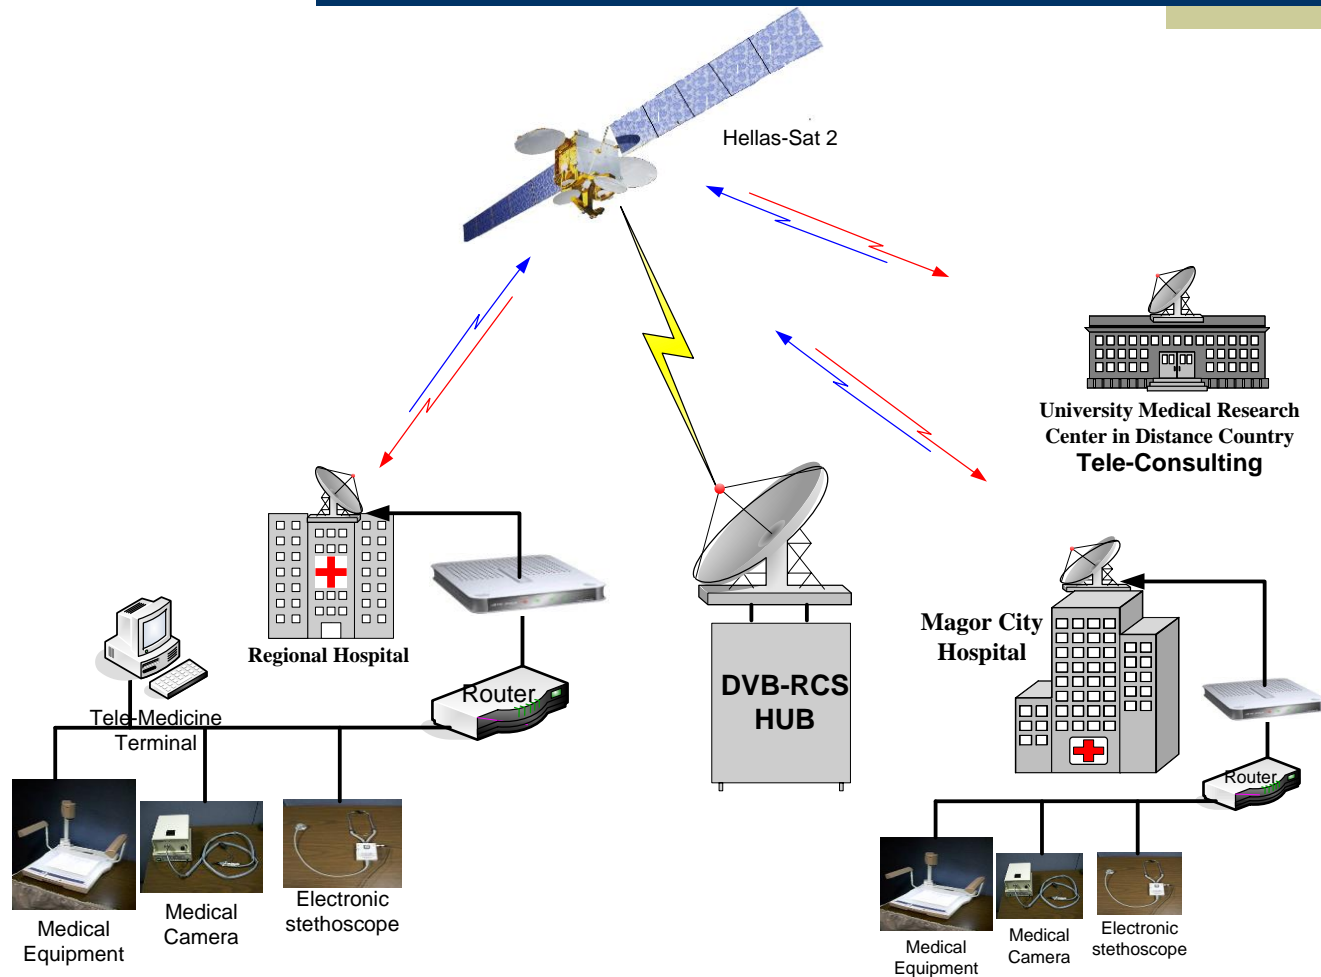 Hellas-Sat 2
University Medical Research
Center in Distance Country
Tele-Consulting
Regional Hospital
Magor City
Hospital
DVB-RCS
HUB
Router
Tele-Medicine
Terminal
Router
Medical
Equipment
Medical
Camera
Electronic
stethoscope
Medical
Equipment
Medical
Camera
Electronic
stethoscope